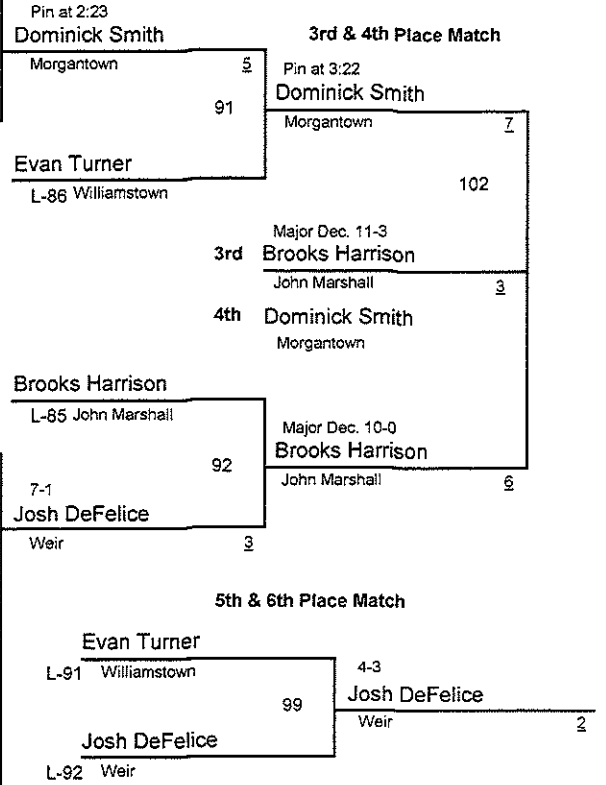 Pin at 2:23
Dominick Smith
Morgantown 5
91
Evan Turner
L-86 Williamstown
3rd & 4th Place Match
Pin at 3:22
Dominick Smith
Morgantown 7
102
Major Dec. 11-3
3rd Brooks Harrison
John Marshall 3
4th Dominick Smith
Morgantown
Brooks Harrison
L-85 John Marshall
92
7-1
Josh DeFelice
Weir 3
Major Dec. 10-0
Brooks Harrison
John Marshall 6
5th & 6th Place Match
Evan Turner
L-91 Williamstown
99
Josh DeFelice
L-92 Weir
4-3
Josh DeFelice
Weir 2